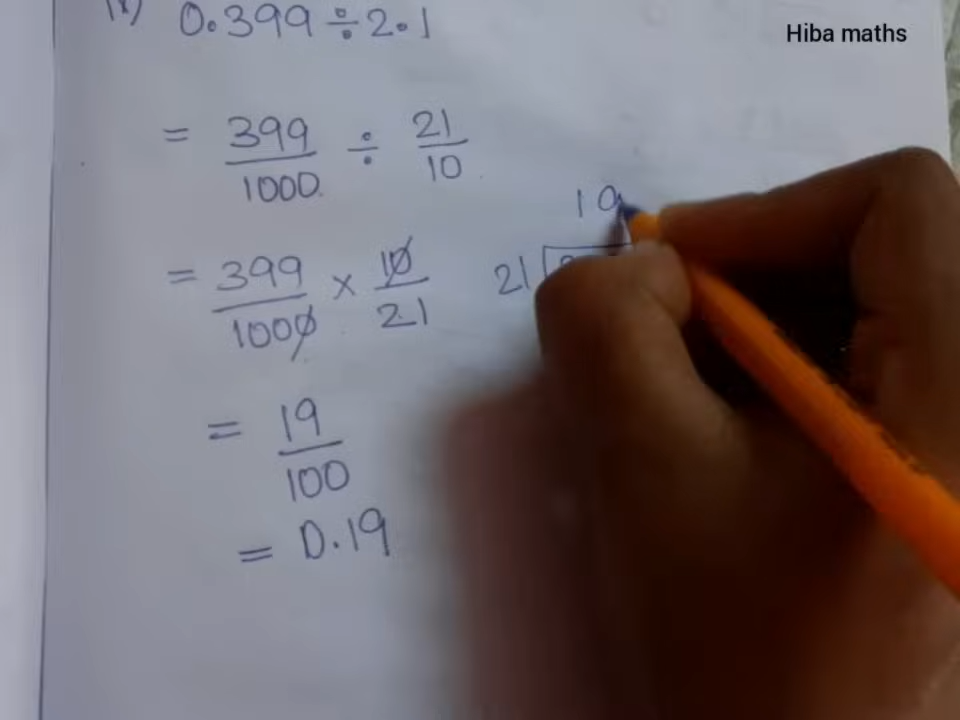 Hiba maths
0.399 ÷ 2.1
= 399/1000 ÷ 21/10
= 399/1000 × 10/21
19
21
= 19/100
= 0.19